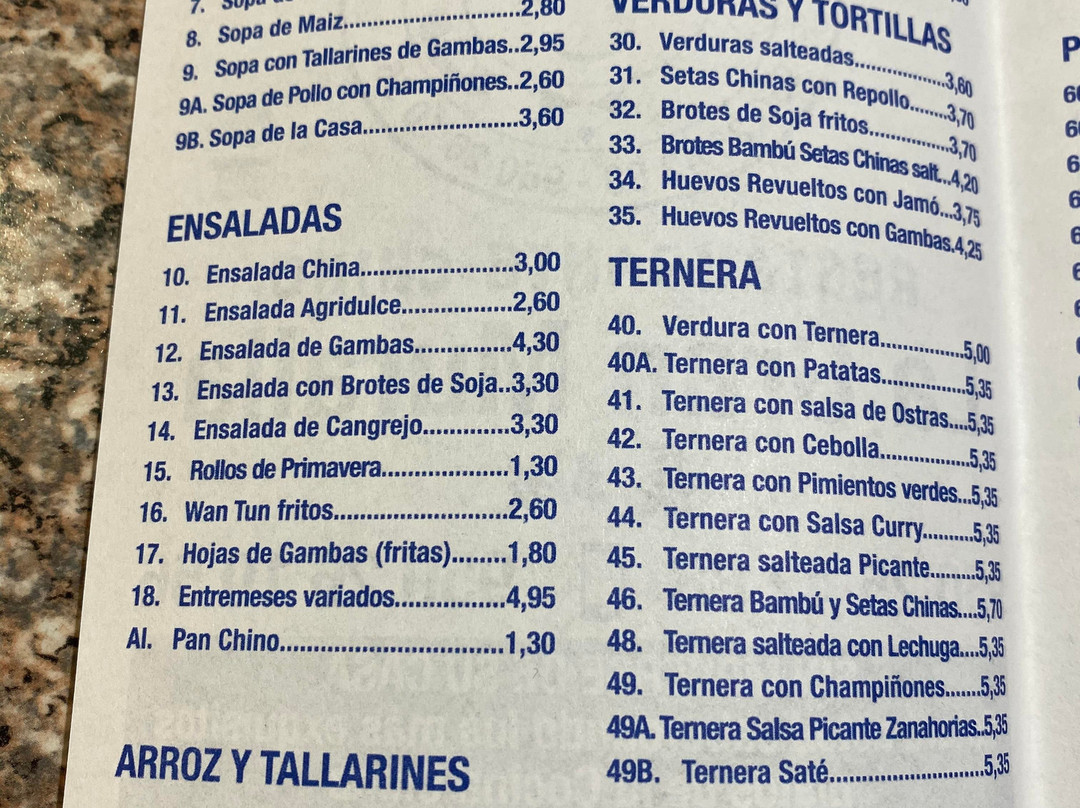 7. Sopa de
2,80
8. Sopa de Maiz
9. Sopa con Tallarines de Gambas..2,95
9A. Sopa de Pollo con Champiñones..2,60
9B. Sopa de la Casa..........................3,60
ENSALADAS
10. Ensalada China........................3,00
11. Ensalada Agridulce..................2,60
12. Ensalada de Gambas...............4,30
13. Ensalada con Brotes de Soja..3,30
14. Ensalada de Cangrejo.............3,30
15. Rollos de Primavera...................1,30
16. Wan Tun fritos..........................2,60
17. Hojas de Gambas (fritas)........1,80
18. Entremeses variados................4,95
AI. Pan Chino..................................1,30
ARROZ Y TALLARINES
VERDURAS Y TORTILLAS
30. Verduras salteadas................3,60
31. Setas Chinas con Repollo.......3,70
32. Brotes de Soja fritos..............3,70
33. Brotes Bambú Setas Chinas salt...4,20
34. Huevos Revueltos con Jamó...3,75
35. Huevos Revueltos con Gambas.4,25
TERNERA
40. Verdura con Ternera...............5,00
40A. Ternera con Patatas...............5,35
41. Ternera con salsa de Ostras....5,35
42. Ternera con Cebolla................5,35
43. Ternera con Pimientos verdes...5,35
44. Ternera con Salsa Curry.........5,35
45. Ternera salteada Picante........5,35
46. Ternera Bambú y Setas Chinas....5,70
48. Ternera salteada con Lechuga....5,35
49. Ternera con Champiñones.......5,35
49A. Ternera Salsa Picante Zanahorias..5,35
49B. Ternera Saté..........................5,35